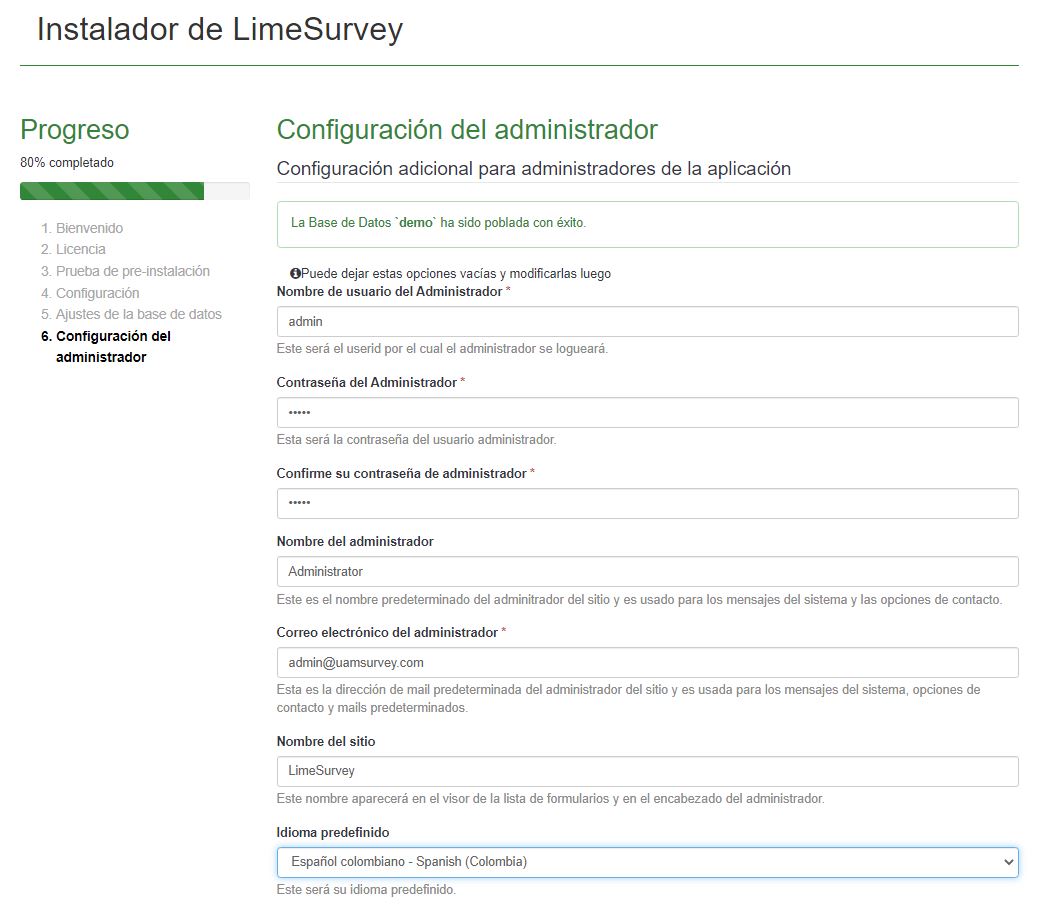 Instalador de LimeSurvey
Progreso
80% completado
1. Bienvenido
2. Licencia
3. Prueba de pre-instalación
4. Configuración
5. Ajustes de la base de datos
6. Configuración del
administrador
Configuración del administrador
Configuración adicional para administradores de la aplicación
La Base de Datos `demo` ha sido poblada con éxito.
Puede dejar estas opciones vacías y modificarlas luego
Nombre de usuario del Administrador *
admin
Este será el userid por el cual el administrador se logueará.
Contraseña del Administrador *
•••••
Esta será la contraseña del usuario administrador.
Confirme su contraseña de administrador *
•••••
Nombre del administrador
Administrator
Este es el nombre predeterminado del adminitrador del sitio y es usado para los mensajes del sistema y las opciones de contacto.
Correo electrónico del administrador *
admin@uamsurvey.com
Esta es la dirección de mail predeterminada del administrador del sitio y es usada para los mensajes del sistema, opciones de
contacto y mails predeterminados.
Nombre del sitio
LimeSurvey
Este nombre aparecerá en el visor de la lista de formularios y en el encabezado del administrador.
Idioma predefinido
Español colombiano - Spanish (Colombia)
Este será su idioma predefinido.